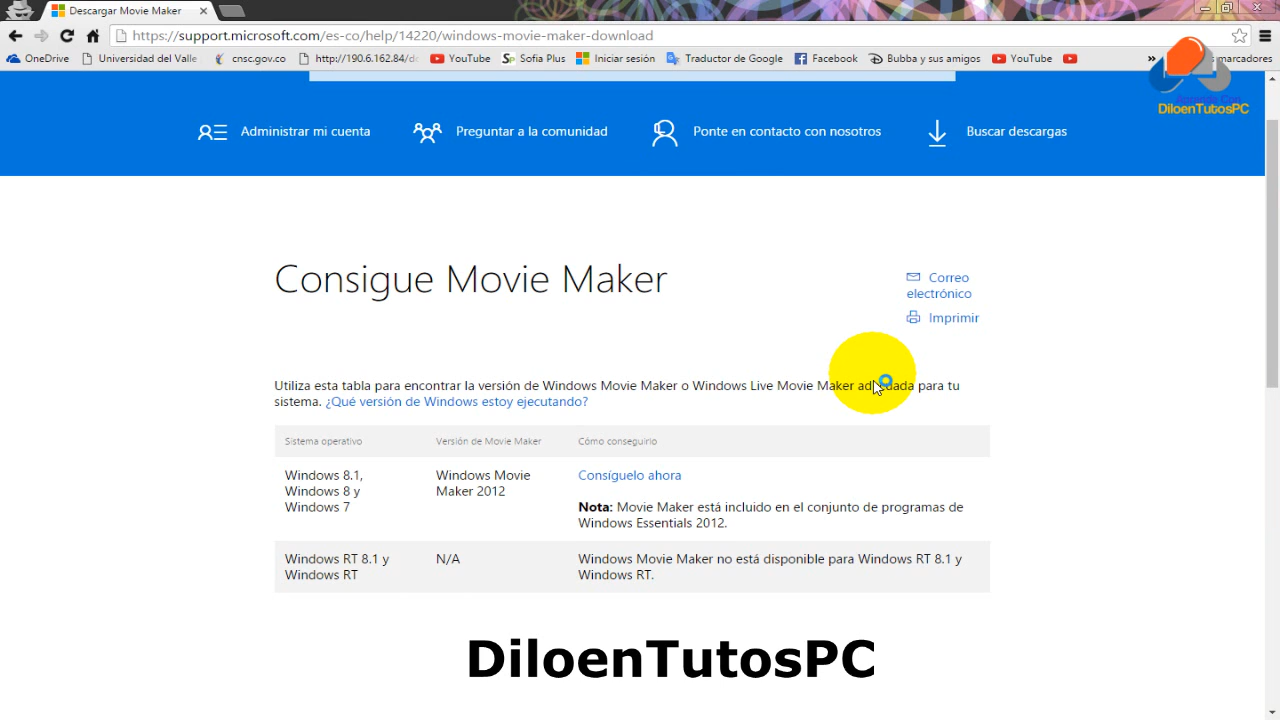 Descargar Movie Maker
https://support.microsoft.com/es-co/help/14220/windows-movie-maker-download
OneDrive
Universidad del Valle
cnsc.gov.co
http://190.6.162.84/d
YouTube
Sofia Plus
Iniciar sesión
Traductor de Google
Facebook
Bubba y sus amigos
YouTube
»
marcadores
DiloenTutosPC
Administrar mi cuenta
Preguntar a la comunidad
Ponte en contacto con nosotros
Buscar descargas
Consigue Movie Maker
Correo
electrónico
Imprimir
Utiliza esta tabla para encontrar la versión de Windows Movie Maker o Windows Live Movie Maker adecuada para tu
sistema. ¿Qué versión de Windows estoy ejecutando?
Sistema operativo Versión de Movie Maker Cómo conseguirlo
Windows 8.1, Windows Movie Consíguelo ahora
Windows 8 y Maker 2012
Windows 7 Nota: Movie Maker está incluido en el conjunto de programas de
Windows Essentials 2012.
Windows RT 8.1 y N/A Windows Movie Maker no está disponible para Windows RT 8.1 y
Windows RT Windows RT.
DiloenTutosPC